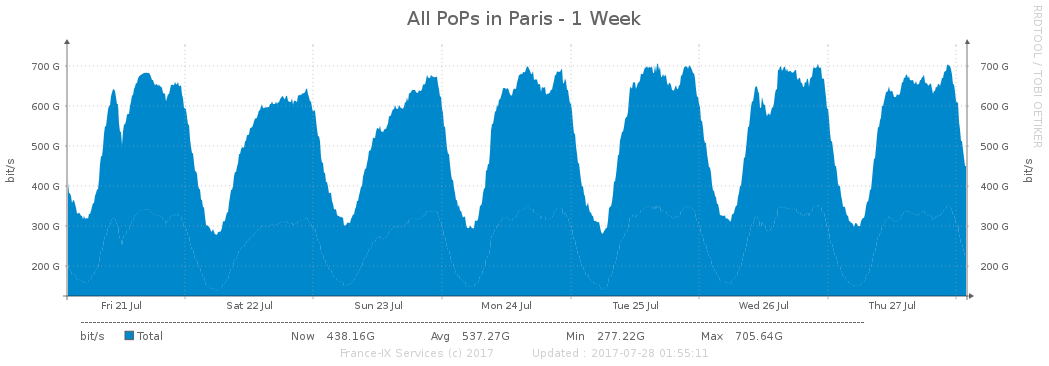 All PoPs in Paris - 1 Week
RRDTOOL / TOBI OETIKER
bit/s
700 G
600 G
500 G
400 G
300 G
200 G
700 G
600 G
500 G
400 G
300 G
200 G
bit/s
Fri 21 Jul Sat 22 Jul Sun 23 Jul Mon 24 Jul Tue 25 Jul Wed 26 Jul Thu 27 Jul
bit/s Total Now 438.16G Avg 537.27G Min 277.22G Max 705.64G
France-IX Services (c) 2017 Updated : 2017-07-28 01:55:11